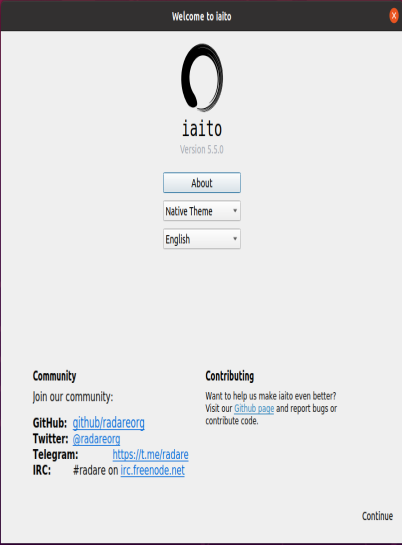 Welcome to iaito
iaito
Version 5.5.0
About
Native Theme
English
Community
Join our community:
GitHub: github/radareorg
Twitter: @radareorg
Telegram: https://t.me/radare
IRC: #radare on irc.freenode.net
Contributing
Want to help us make iaito even better?
Visit our Github page and report bugs or
contribute code.
Continue